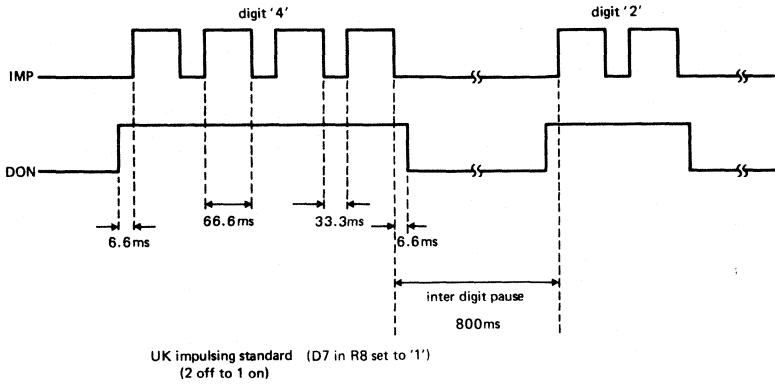 digit '4'
digit '2'
IMP
DON
66.6ms
33.3ms
6.6ms
6.6ms
inter digit pause
800ms
UK impulsing standard (D7 in R8 set to '1')
(2 off to 1 on)